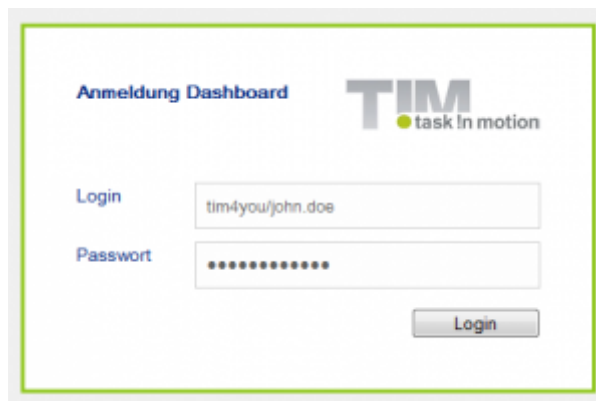 Anmeldung Dashboard
TIM
task !n motion
Login
tim4you/john.doe
Passwort
●●●●●●●●●●●●
Login